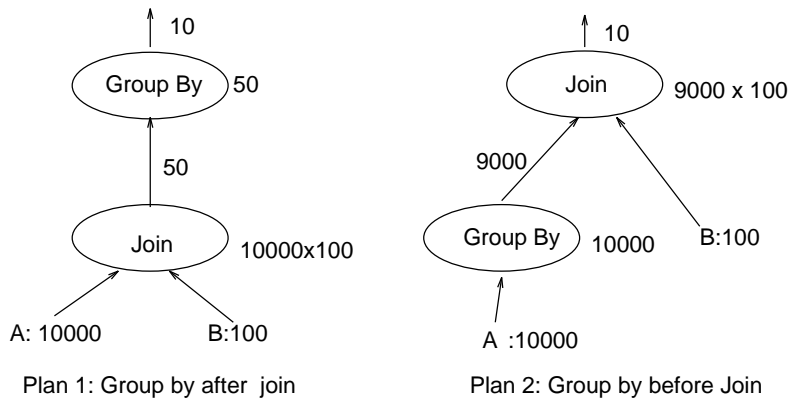 10
Group By 50
50
Join 10000x100
A: 10000 B:100
Plan 1: Group by after join
10
Join 9000 x 100
9000
Group By 10000
B:100
A :10000
Plan 2: Group by before Join